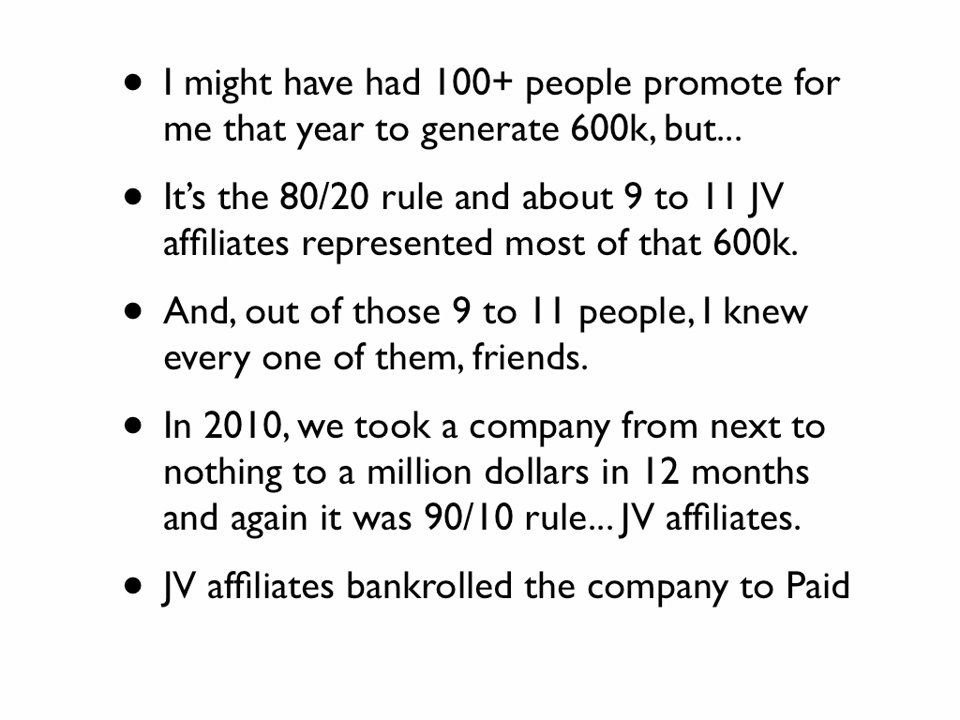 • I might have had 100+ people promote for
me that year to generate 600k, but...
• It’s the 80/20 rule and about 9 to 11 JV
affiliates represented most of that 600k.
• And, out of those 9 to 11 people, I knew
every one of them, friends.
• In 2010, we took a company from next to
nothing to a million dollars in 12 months
and again it was 90/10 rule... JV affiliates.
• JV affiliates bankrolled the company to Paid